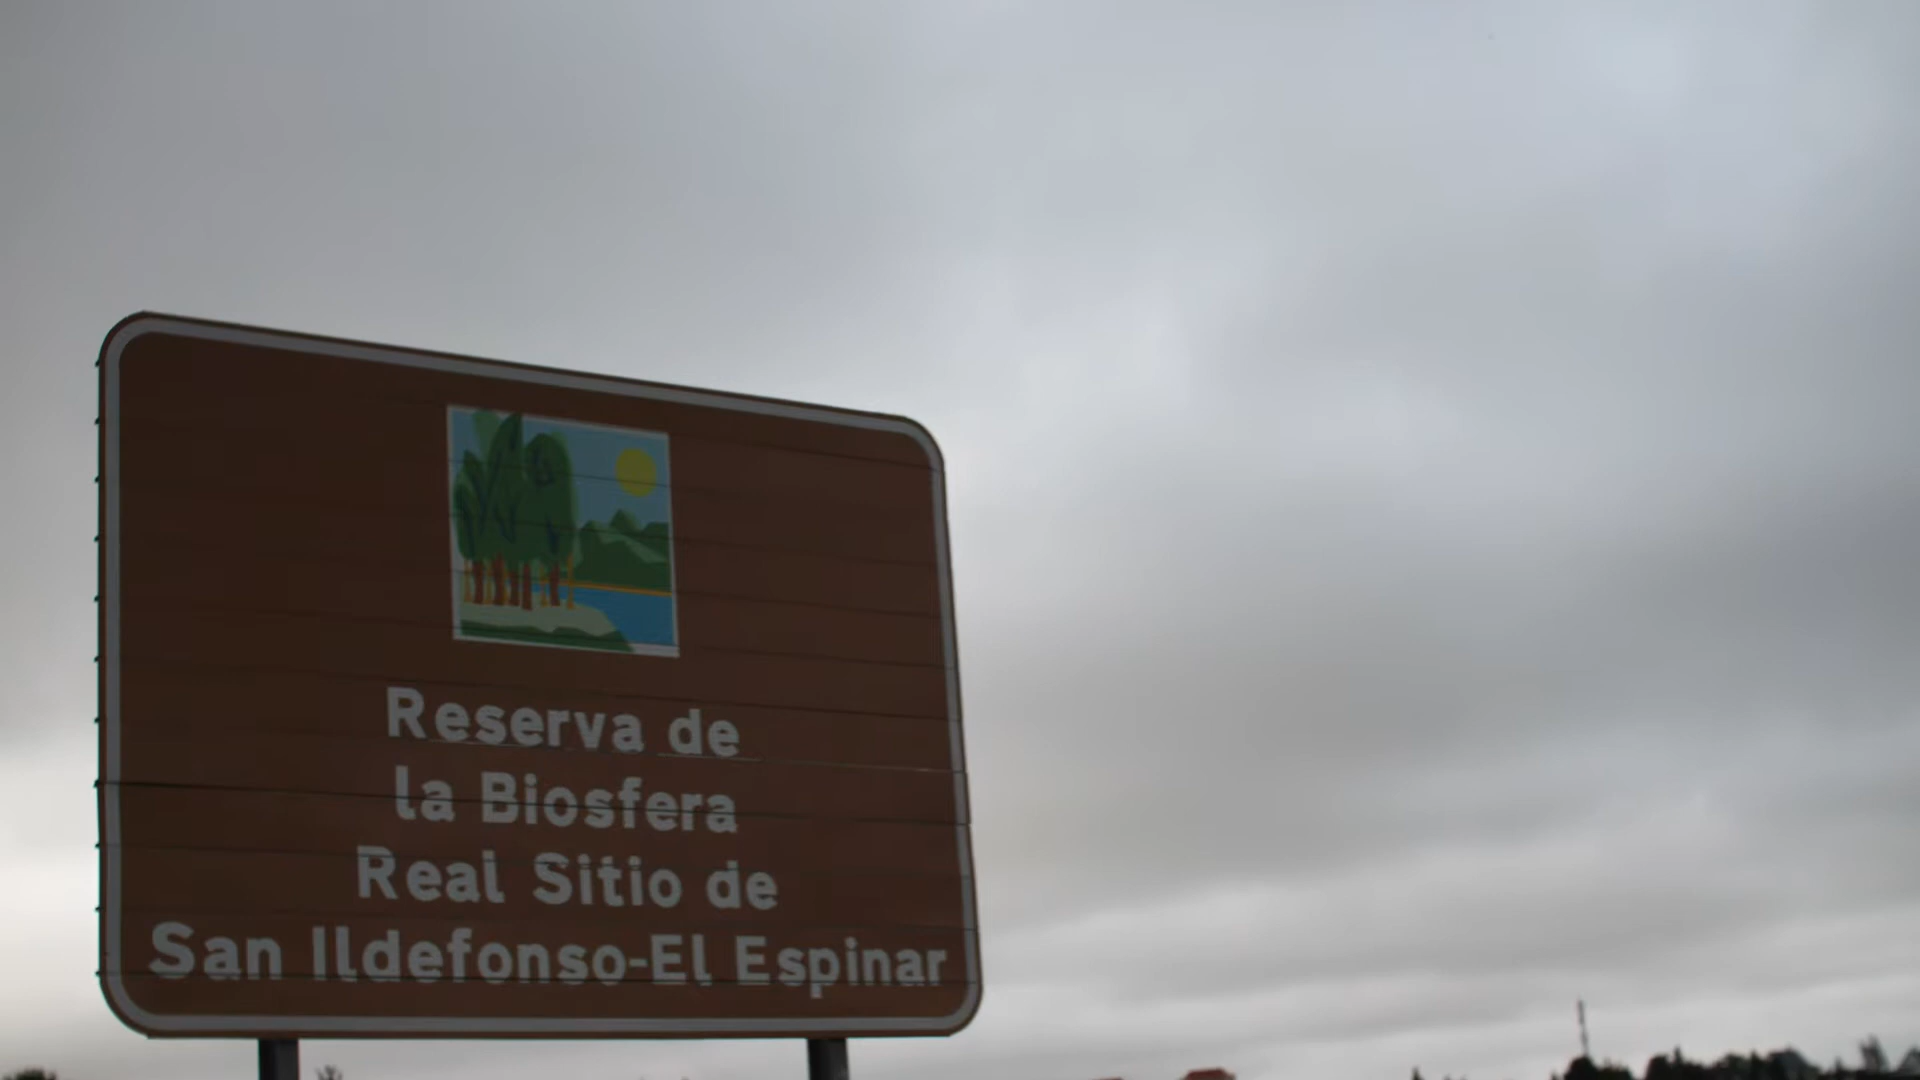 Reserva de
la Biosfera
Real Sitio de
San Ildefonso-El Espinar